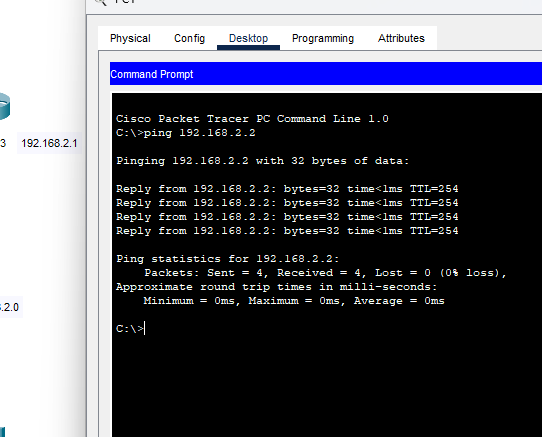 Physical Config Desktop Programming Attributes
Command Prompt
Cisco Packet Tracer PC Command Line 1.0
C:\>ping 192.168.2.2
Pinging 192.168.2.2 with 32 bytes of data:
Reply from 192.168.2.2: bytes=32 time<1ms TTL=254
Reply from 192.168.2.2: bytes=32 time<1ms TTL=254
Reply from 192.168.2.2: bytes=32 time<1ms TTL=254
Reply from 192.168.2.2: bytes=32 time<1ms TTL=254
Ping statistics for 192.168.2.2:
Packets: Sent = 4, Received = 4, Lost = 0 (0% loss),
Approximate round trip times in milli-seconds:
Minimum = 0ms, Maximum = 0ms, Average = 0ms
C:\>
3 192.168.2.1
.2.0